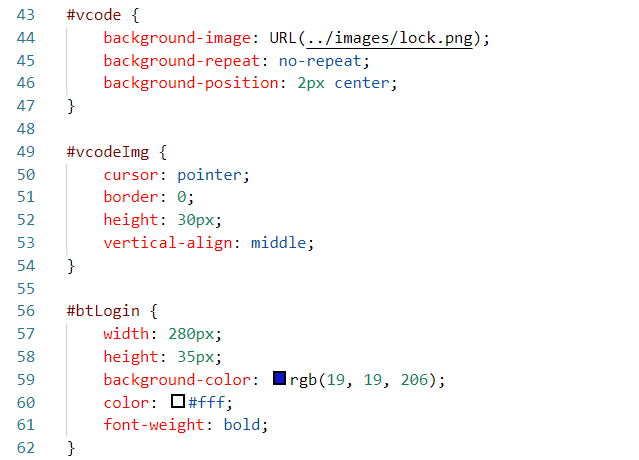 43 #vcode {
44 background-image: URL(../images/lock.png);
45 background-repeat: no-repeat;
46 background-position: 2px center;
47 }
48
49 #vcodeImg {
50 cursor: pointer;
51 border: 0;
52 height: 30px;
53 vertical-align: middle;
54 }
55
56 #btLogin {
57 width: 280px;
58 height: 35px;
59 background-color: rgb(19, 19, 206);
60 color: #fff;
61 font-weight: bold;
62 }